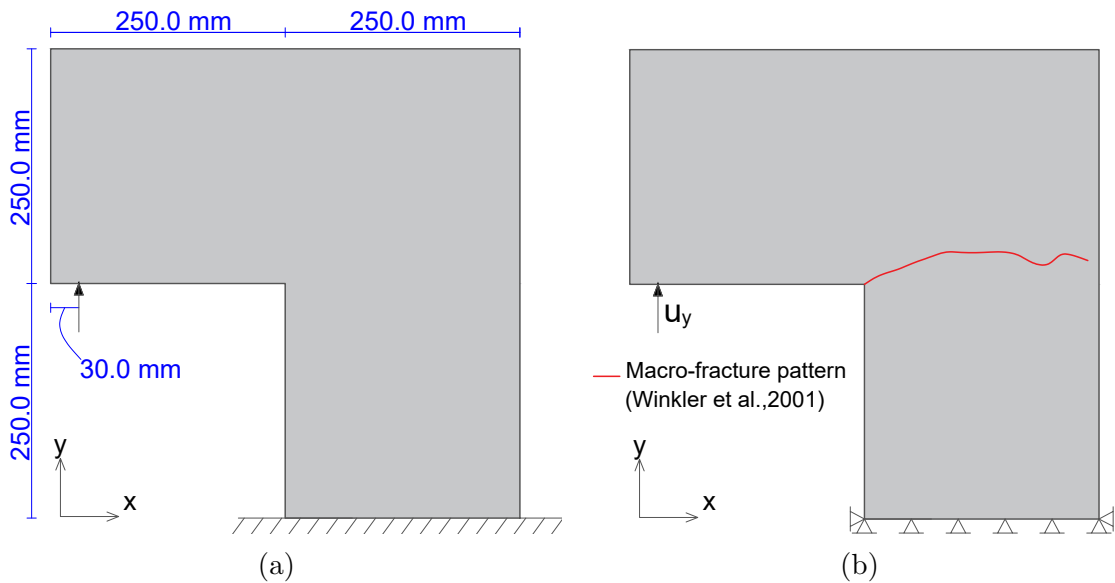 250.0 mm
250.0 mm
250.0 mm
250.0 mm
30.0 mm
y
x
(a)
uy
Macro-fracture pattern
(Winkler et al.,2001)
y
x
(b)